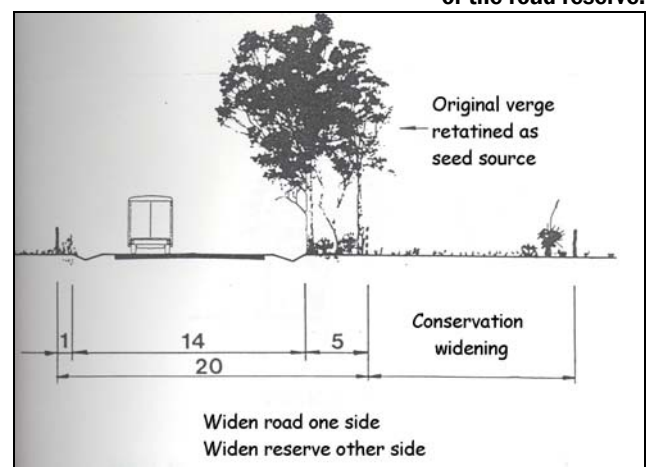 of the road reserve.
Original verge
retatined as
seed source
1 14 5
20
Conservation
widening
Widen road one side
Widen reserve other side